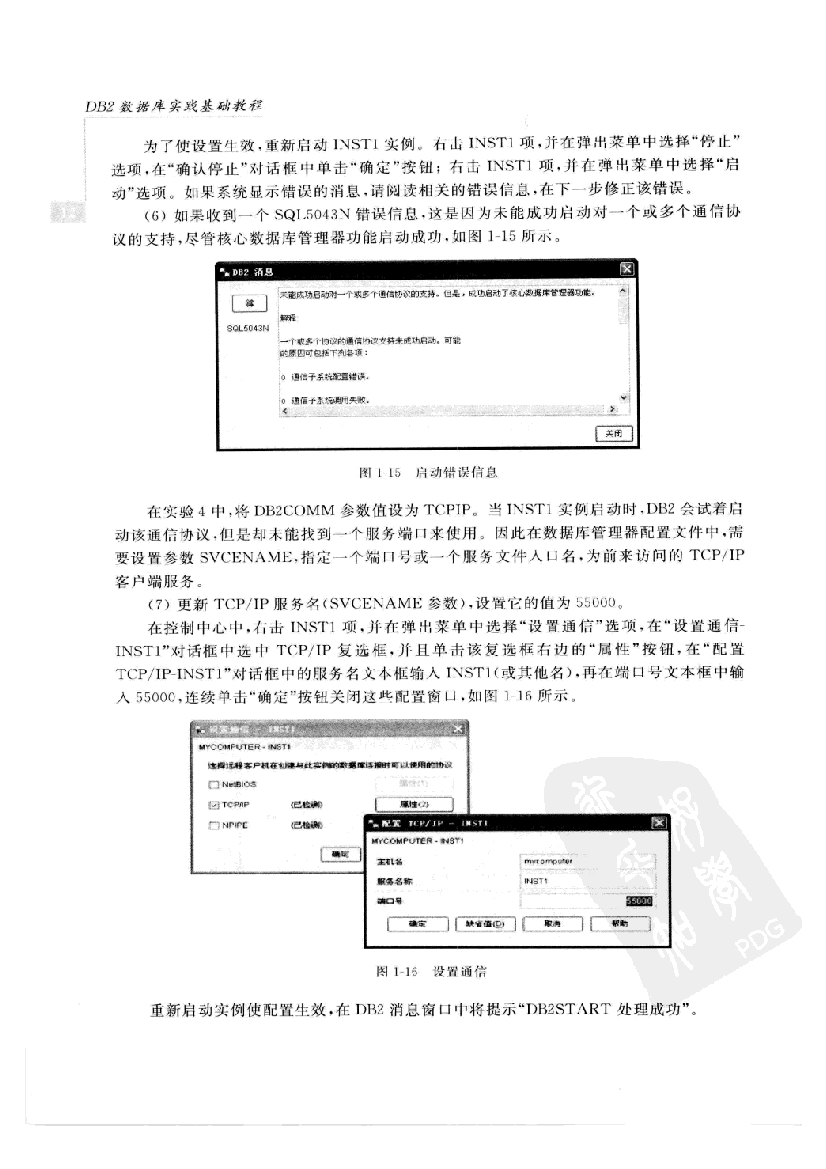 DB2 数据库实践基础教程
为了使设置生效,重新启动 INST1 实例。右击 INST1 项,并在弹出菜单中选择“停止”
选项,在“确认停止”对话框中单击“确定”按钮；右击 INST1 项,并在弹出菜单中选择“启
动”选项。如果系统显示错误的消息,请阅读相关的错误信息,在下一步修正该错误。
(6) 如果收到一个 SQL5043N 错误信息,这是因为未能成功启动对一个或多个通信协
议的支持,尽管核心数据库管理器功能启动成功,如图 1-15 所示。
DB2 消息
未能成功启动对一个或多个通信协议的支持。但是，成功启动了核心数据库管理器功能。
SQL5043N
解释:
一个或多个协议的通信协议支持未成功启动。可能
的原因可包括下列各项：
o 通信子系统配置错误。
o 通信子系统调用失败。
关闭
图 1-15 启动错误信息
在实验 4 中,将 DB2COMM 参数值设为 TCPIP。当 INST1 实例启动时,DB2 会试着启
动该通信协议,但是却未能找到一个服务端口来使用。因此在数据库管理器配置文件中,需
要设置参数 SVCENAME,指定一个端口号或一个服务文件入口名,为前来访问的 TCP/IP
客户端服务。
(7) 更新 TCP/IP 服务名(SVCENAME 参数),设置它的值为 55000。
在控制中心中,右击 INST1 项,并在弹出菜单中选择“设置通信”选项,在“设置通信-
INST1”对话框中选中 TCP/IP 复选框,并且单击该复选框右边的“属性”按钮,在“配置
TCP/IP-INST1”对话框中的服务名文本框输入 INST1(或其他名),再在端口号文本框中输
入 55000,连续单击“确定”按钮关闭这些配置窗口,如图 1-16 所示。
设置通信 - INST1
MYCOMPUTER - INST1
选择远程客户机在创建与此实例的数据库连接时可以使用的协议
NetBIOS
TCP/IP (已检测) 属性(2)
NPIPE (已检测)
确定
配置 TCP/IP - INST1
MYCOMPUTER - INST1
主机名 mycomputer
服务名称 INST1
端口号 55000
确定 缺省值(D) 取消 帮助
PDG
图 1-16 设置通信
重新启动实例使配置生效,在 DB2 消息窗口中将提示“DB2START 处理成功”。